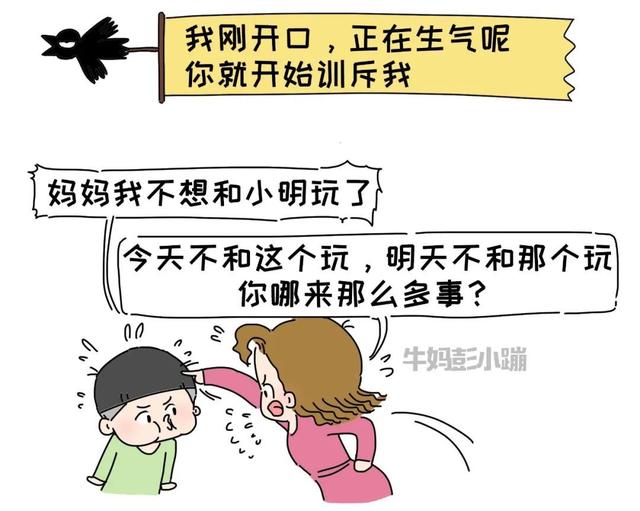 我刚开口，正在生气呢
你就开始训斥我
妈妈我不想和小明玩了
今天不和这个玩，明天不和那个玩
你哪来那么多事？
牛妈彭小蹦